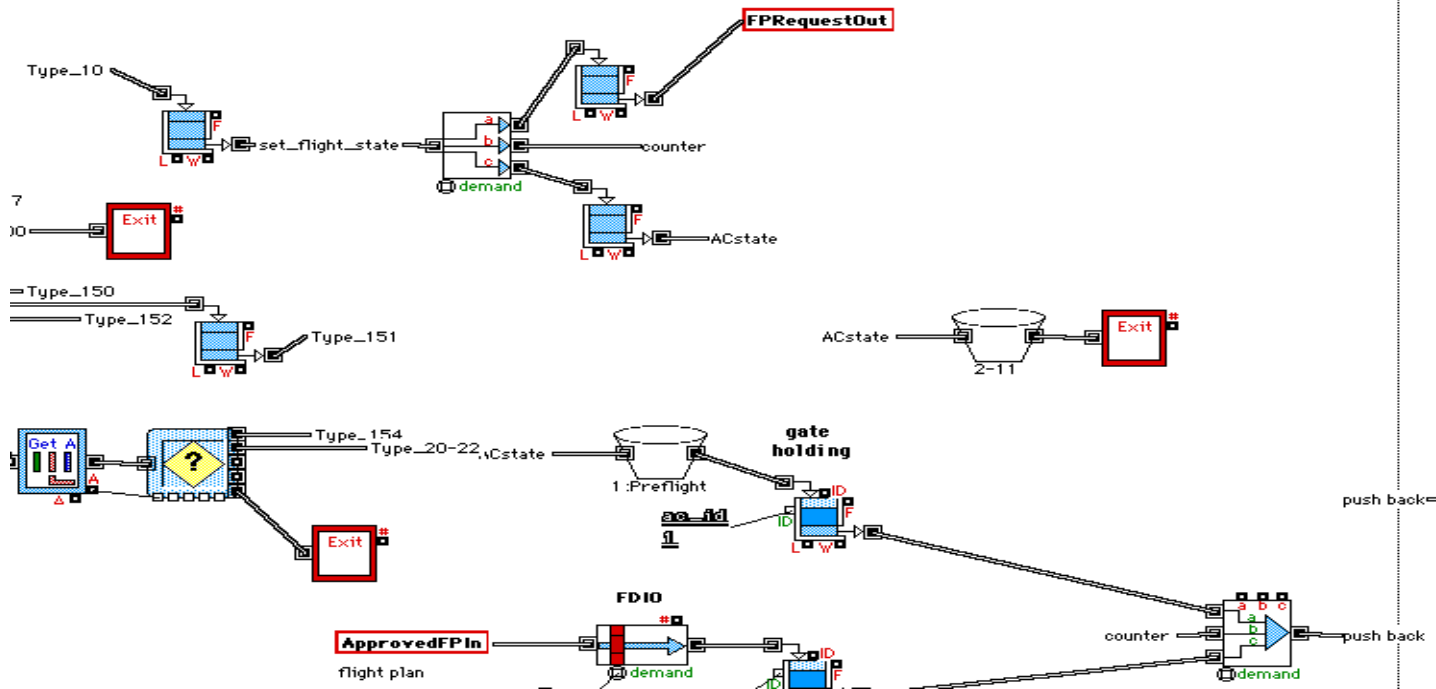 FPRequestOut
Type_10
F
L W
F
L W
set_flight_state
a
b
c
counter
demand
7
00
Exit
#
F
L W
ACstate
Type_150
Type_152
F
L W
Type_151
ACstate
2-11
Exit
#
Get A
A
Δ
?
Type_154
Type_20-22
ACstate
1 :Preflight
gate
holding
ID
ac_id
1
ID
F
L W
push back
Exit
#
FDIO
#
ApprovedFPIn
flight plan
demand
ID
F
ID
a b c
a
b
c
counter
push back
demand